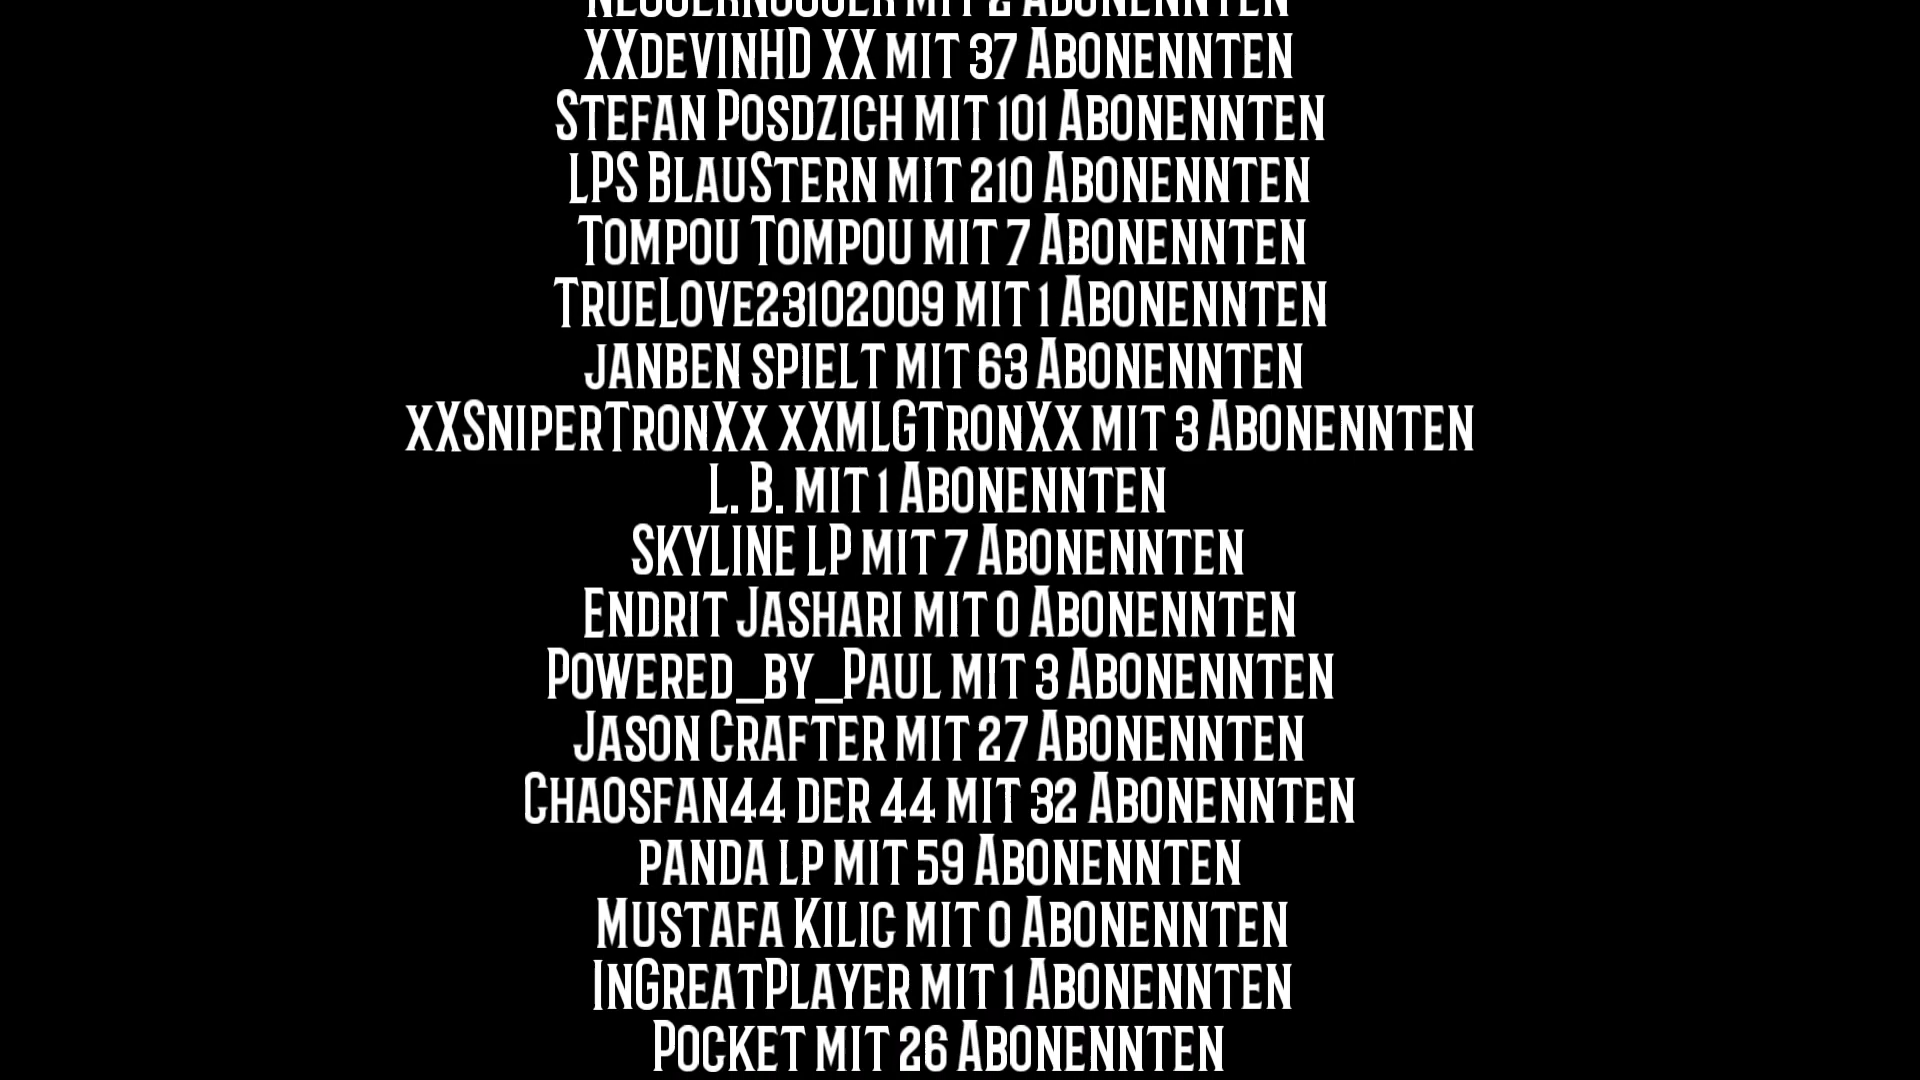 mit 2 Abonennten
XXdevinHD XX mit 37 Abonennten
Stefan Posdzich mit 101 Abonennten
LPS BlauStern mit 210 Abonennten
Tompou Tompou mit 7 Abonennten
TrueLove23102009 mit 1 Abonennten
janben spielt mit 63 Abonennten
xXSniperTronXx xXMLGTronXx mit 3 Abonennten
L. B. mit 1 Abonennten
SKYLINE LP mit 7 Abonennten
Endrit Jashari mit 0 Abonennten
Powered_by_Paul mit 3 Abonennten
Jason Crafter mit 27 Abonennten
Chaosfan44 der 44 mit 32 Abonennten
panda lp mit 59 Abonennten
Mustafa Kilic mit 0 Abonennten
InGreatPlayer mit 1 Abonennten
Pocket mit 26 Abonennten